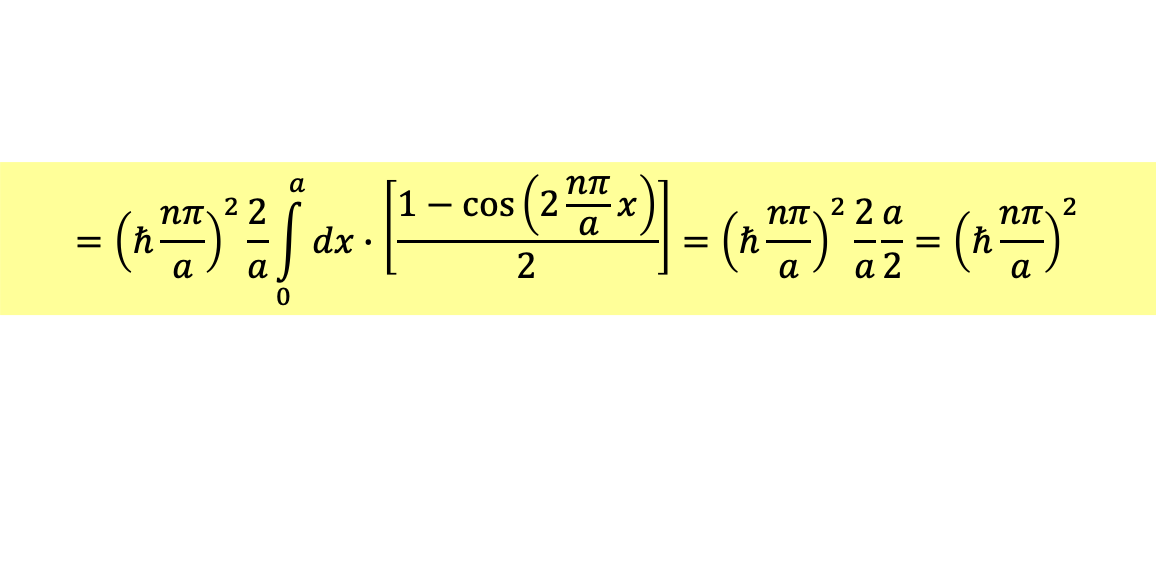 = (ħ nπ/a)² 2/a ∫₀ᵃ dx · [(1 − cos(2 nπ/a x))/2] = (ħ nπ/a)² 2/a a/2 = (ħ nπ/a)²